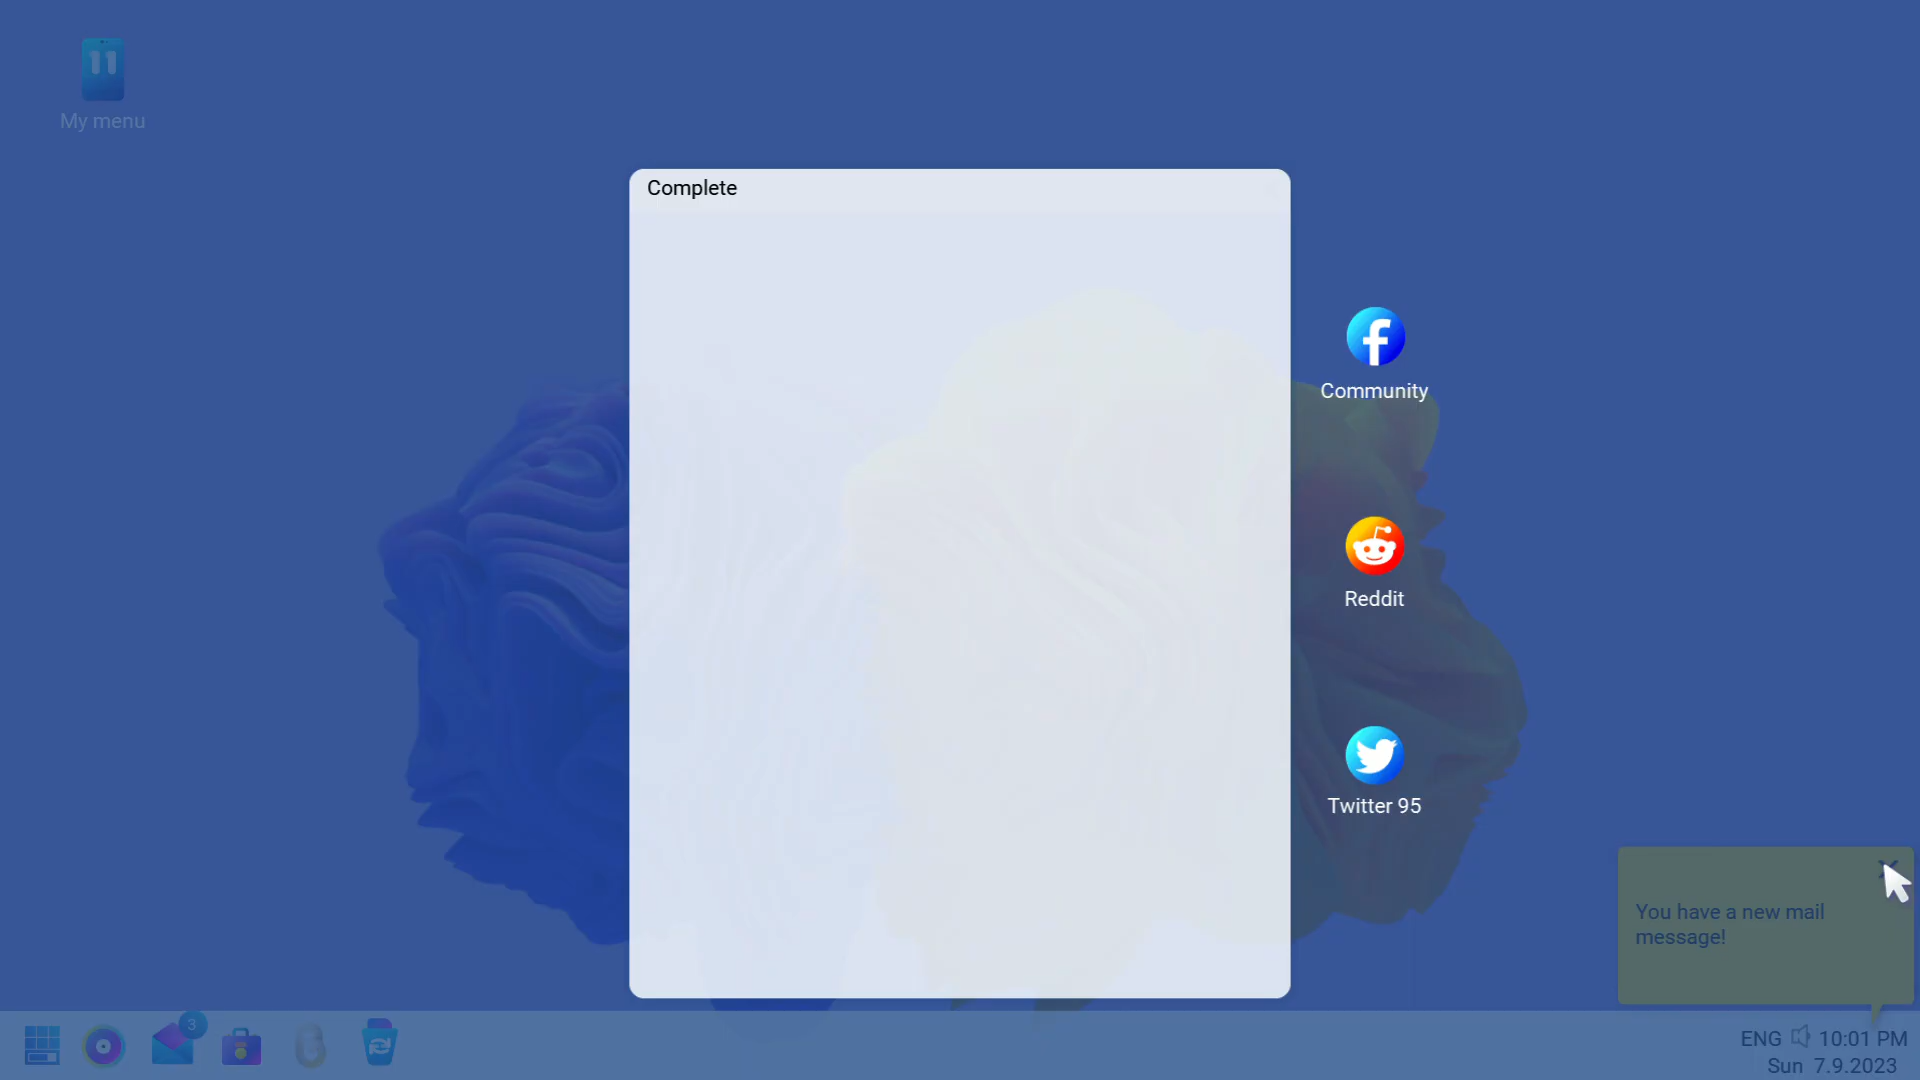 11
My menu
Complete
Community
Reddit
Twitter 95
You have a new mail
message!
3
ENG 10:01 PM
Sun 7.9.2023